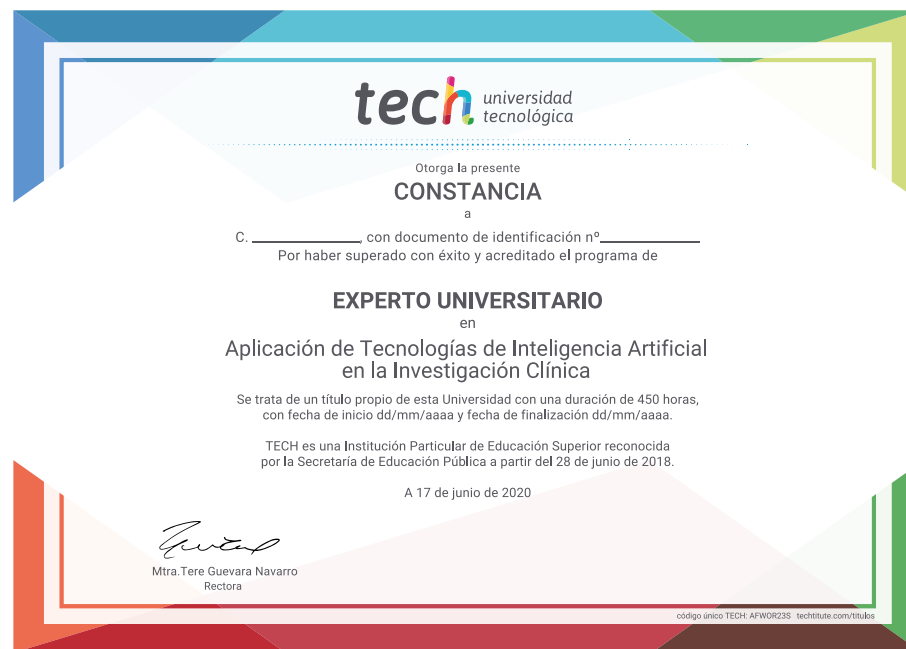 tech universidad
tecnológica
Otorga la presente
CONSTANCIA
a
C. ____________, con documento de identificación nº___________
Por haber superado con éxito y acreditado el programa de
EXPERTO UNIVERSITARIO
en
Aplicación de Tecnologías de Inteligencia Artificial
en la Investigación Clínica
Se trata de un título propio de esta Universidad con una duración de 450 horas,
con fecha de inicio dd/mm/aaaa y fecha de finalización dd/mm/aaaa.
TECH es una Institución Particular de Educación Superior reconocida
por la Secretaría de Educación Pública a partir del 28 de junio de 2018.
A 17 de junio de 2020
Mtra.Tere Guevara Navarro
Rectora
código único TECH: AFWOR23S techtitute.com/titulos